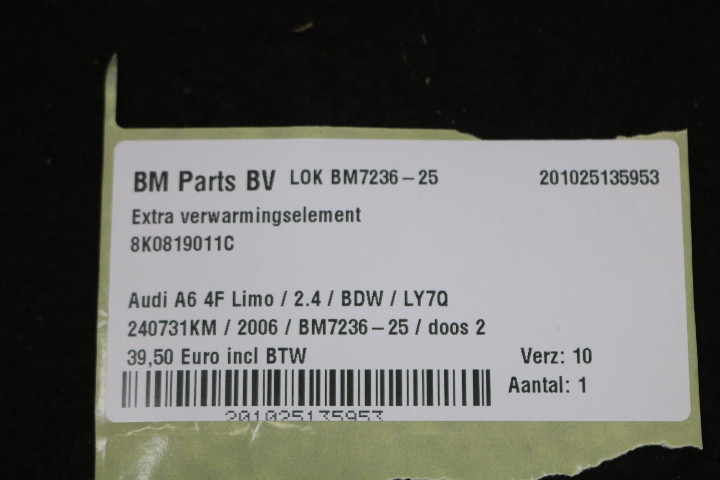 BM Parts BV LOK BM7236-25 201025135953
Extra verwarmingselement
8K0819011C
Audi A6 4F Limo / 2.4 / BDW / LY7Q
240731KM / 2006 / BM7236-25 / doos 2
39,50 Euro incl BTW Verz: 10
Aantal: 1
201025135953